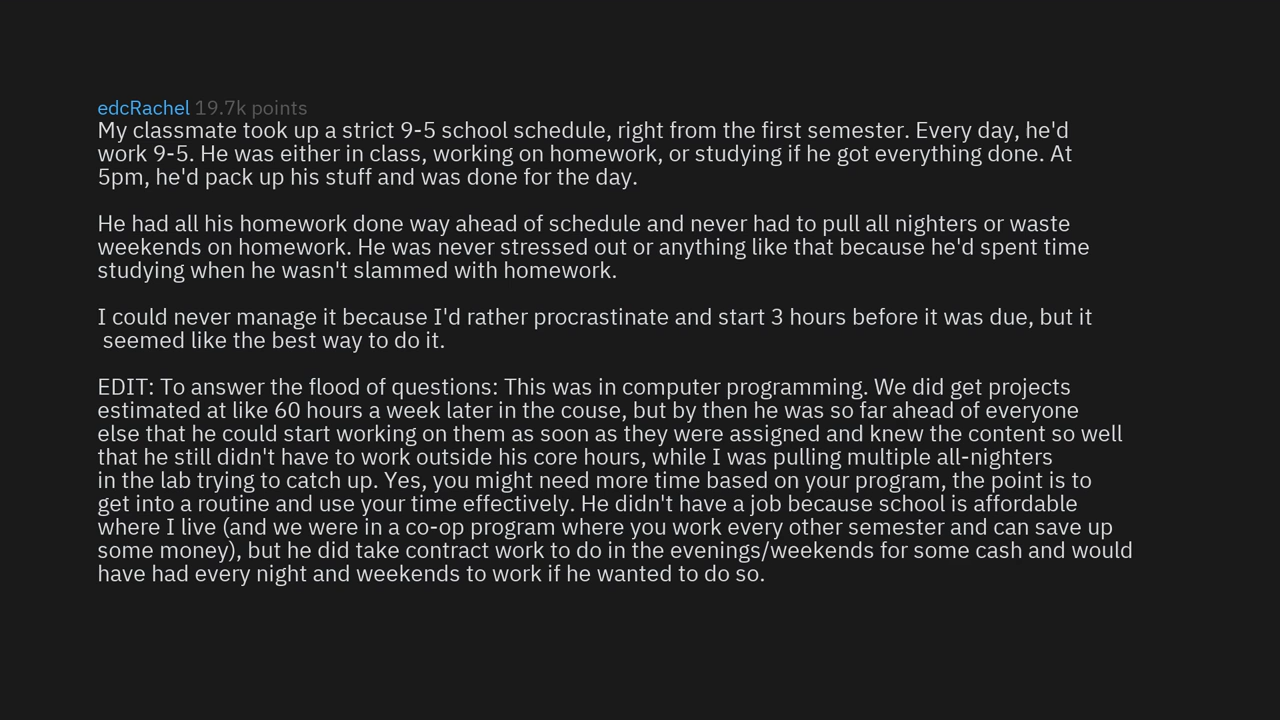 edcRachel 19.7k points
My classmate took up a strict 9-5 school schedule, right from the first semester. Every day, he'd
work 9-5. He was either in class, working on homework, or studying if he got everything done. At
5pm, he'd pack up his stuff and was done for the day.
He had all his homework done way ahead of schedule and never had to pull all nighters or waste
weekends on homework. He was never stressed out or anything like that because he'd spent time
studying when he wasn't slammed with homework.
I could never manage it because I'd rather procrastinate and start 3 hours before it was due, but it
seemed like the best way to do it.
EDIT: To answer the flood of questions: This was in computer programming. We did get projects
estimated at like 60 hours a week later in the couse, but by then he was so far ahead of everyone
else that he could start working on them as soon as they were assigned and knew the content so well
that he still didn't have to work outside his core hours, while I was pulling multiple all-nighters
in the lab trying to catch up. Yes, you might need more time based on your program, the point is to
get into a routine and use your time effectively. He didn't have a job because school is affordable
where I live (and we were in a co-op program where you work every other semester and can save up
some money), but he did take contract work to do in the evenings/weekends for some cash and would
have had every night and weekends to work if he wanted to do so.